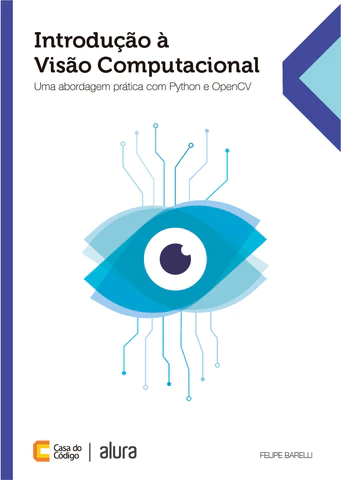 Introdução à
Visão Computacional
Uma abordagem prática com Python e OpenCV
Casa do
Código
alura
FELIPE BARELLI